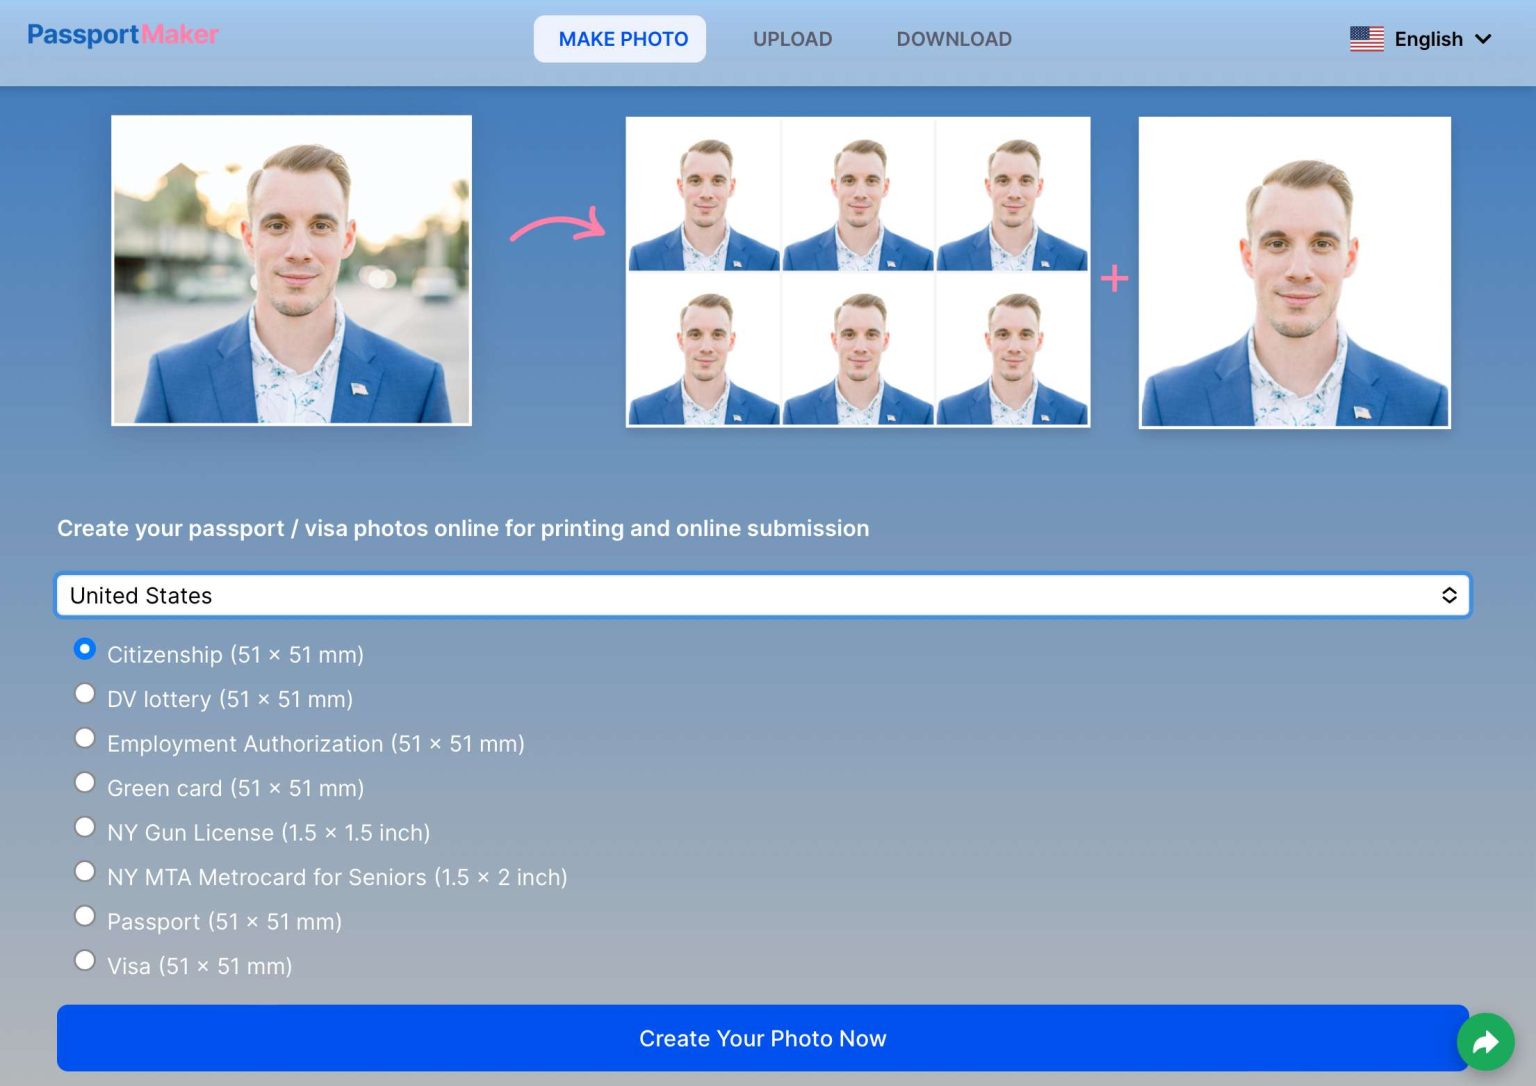 PassportMaker
MAKE PHOTO
UPLOAD
DOWNLOAD
English
Create your passport / visa photos online for printing and online submission
United States
Citizenship (51 × 51 mm)
DV lottery (51 × 51 mm)
Employment Authorization (51 × 51 mm)
Green card (51 × 51 mm)
NY Gun License (1.5 × 1.5 inch)
NY MTA Metrocard for Seniors (1.5 × 2 inch)
Passport (51 × 51 mm)
Visa (51 × 51 mm)
Create Your Photo Now